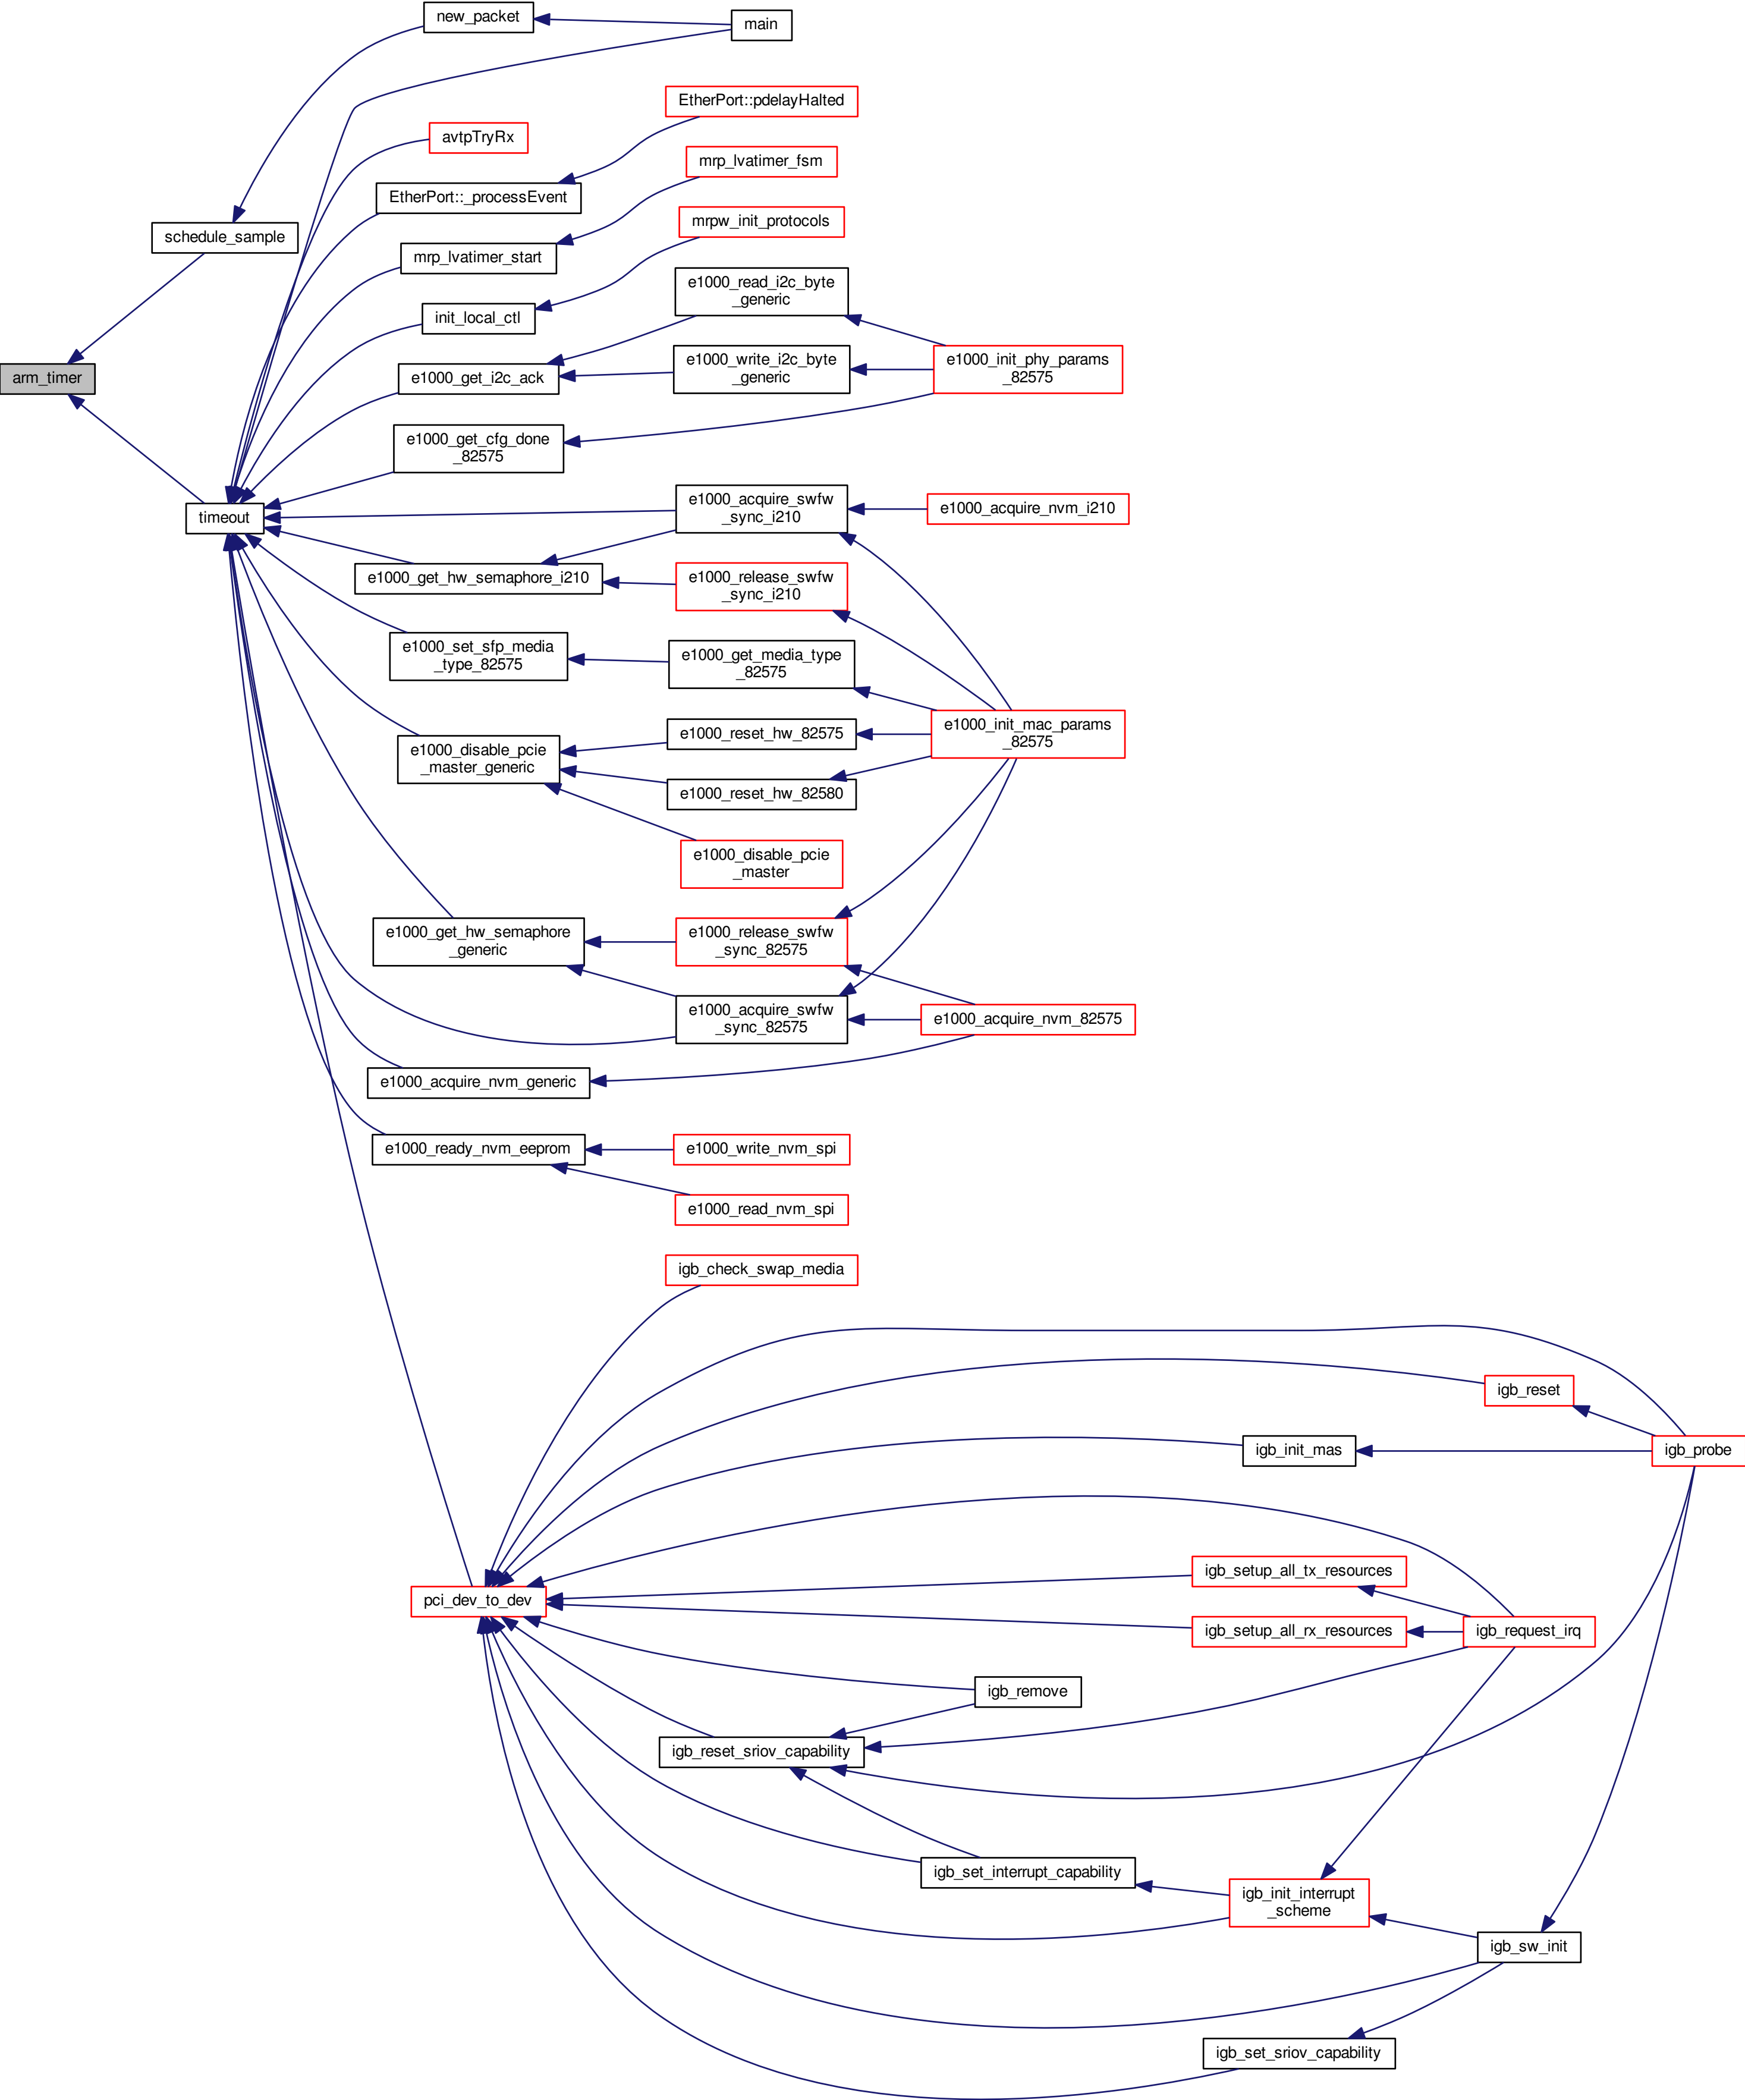 new_packet
main
EtherPort::pdelayHalted
avtpTryRx
mrp_lvatimer_fsm
EtherPort::_processEvent
mrpw_init_protocols
schedule_sample
mrp_lvatimer_start
e1000_read_i2c_byte
_generic
init_local_ctl
e1000_write_i2c_byte
_generic
e1000_init_phy_params
_82575
arm_timer
e1000_get_i2c_ack
e1000_get_cfg_done
_82575
e1000_acquire_swfw
_sync_i210
e1000_acquire_nvm_i210
timeout
e1000_get_hw_semaphore_i210
e1000_release_swfw
_sync_i210
e1000_set_sfp_media
_type_82575
e1000_get_media_type
_82575
e1000_init_mac_params
_82575
e1000_reset_hw_82575
e1000_disable_pcie
_master_generic
e1000_reset_hw_82580
e1000_disable_pcie
_master
e1000_get_hw_semaphore
_generic
e1000_release_swfw
_sync_82575
e1000_acquire_swfw
_sync_82575
e1000_acquire_nvm_82575
e1000_acquire_nvm_generic
e1000_ready_nvm_eeprom
e1000_write_nvm_spi
e1000_read_nvm_spi
igb_check_swap_media
igb_reset
igb_init_mas
igb_probe
igb_setup_all_tx_resources
pci_dev_to_dev
igb_setup_all_rx_resources
igb_request_irq
igb_remove
igb_reset_sriov_capability
igb_set_interrupt_capability
igb_init_interrupt
_scheme
igb_sw_init
igb_set_sriov_capability